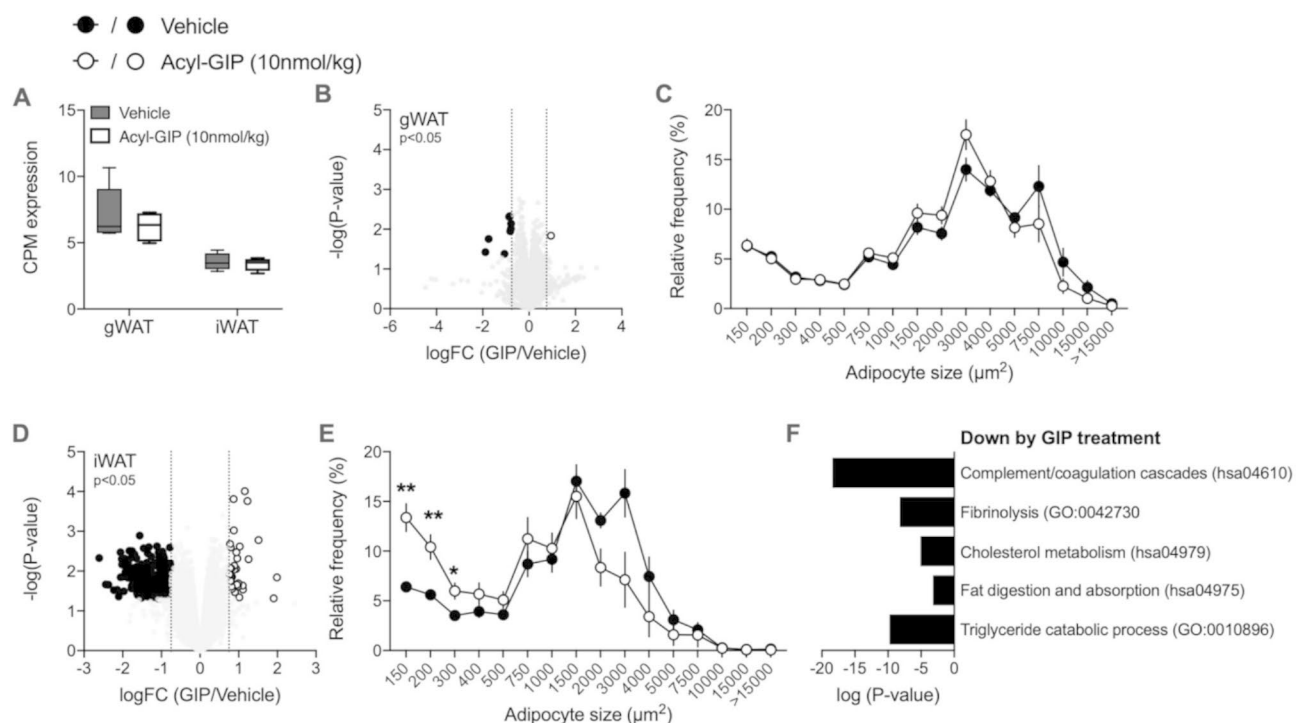 / Vehicle
/ Acyl-GIP (10nmol/kg)
A
Vehicle
Acyl-GIP (10nmol/kg)
CPM expression
15
10
5
0
gWAT iWAT
B
gWAT
p<0.05
-log(P-value)
5
4
3
2
1
0
-6 -4 -2 0 2 4
logFC (GIP/Vehicle)
C
Relative frequency (%)
20
15
10
5
0
150 200 300 400 500 750 1000 1500 2000 3000 4000 5000 7500 10000 15000 >15000
Adipocyte size (µm²)
D
iWAT
p<0.05
-log(P-value)
5
4
3
2
1
0
-3 -2 -1 0 1 2 3
logFC (GIP/Vehicle)
E
Relative frequency (%)
20
15
10
5
0
** ** *
150 200 300 400 500 750 1000 1500 2000 3000 4000 5000 7500 10000 15000 >15000
Adipocyte size (µm²)
F
Down by GIP treatment
Complement/coagulation cascades (hsa04610)
Fibrinolysis (GO:0042730
Cholesterol metabolism (hsa04979)
Fat digestion and absorption (hsa04975)
Triglyceride catabolic process (GO:0010896)
-20 -15 -10 -5 0
log (P-value)